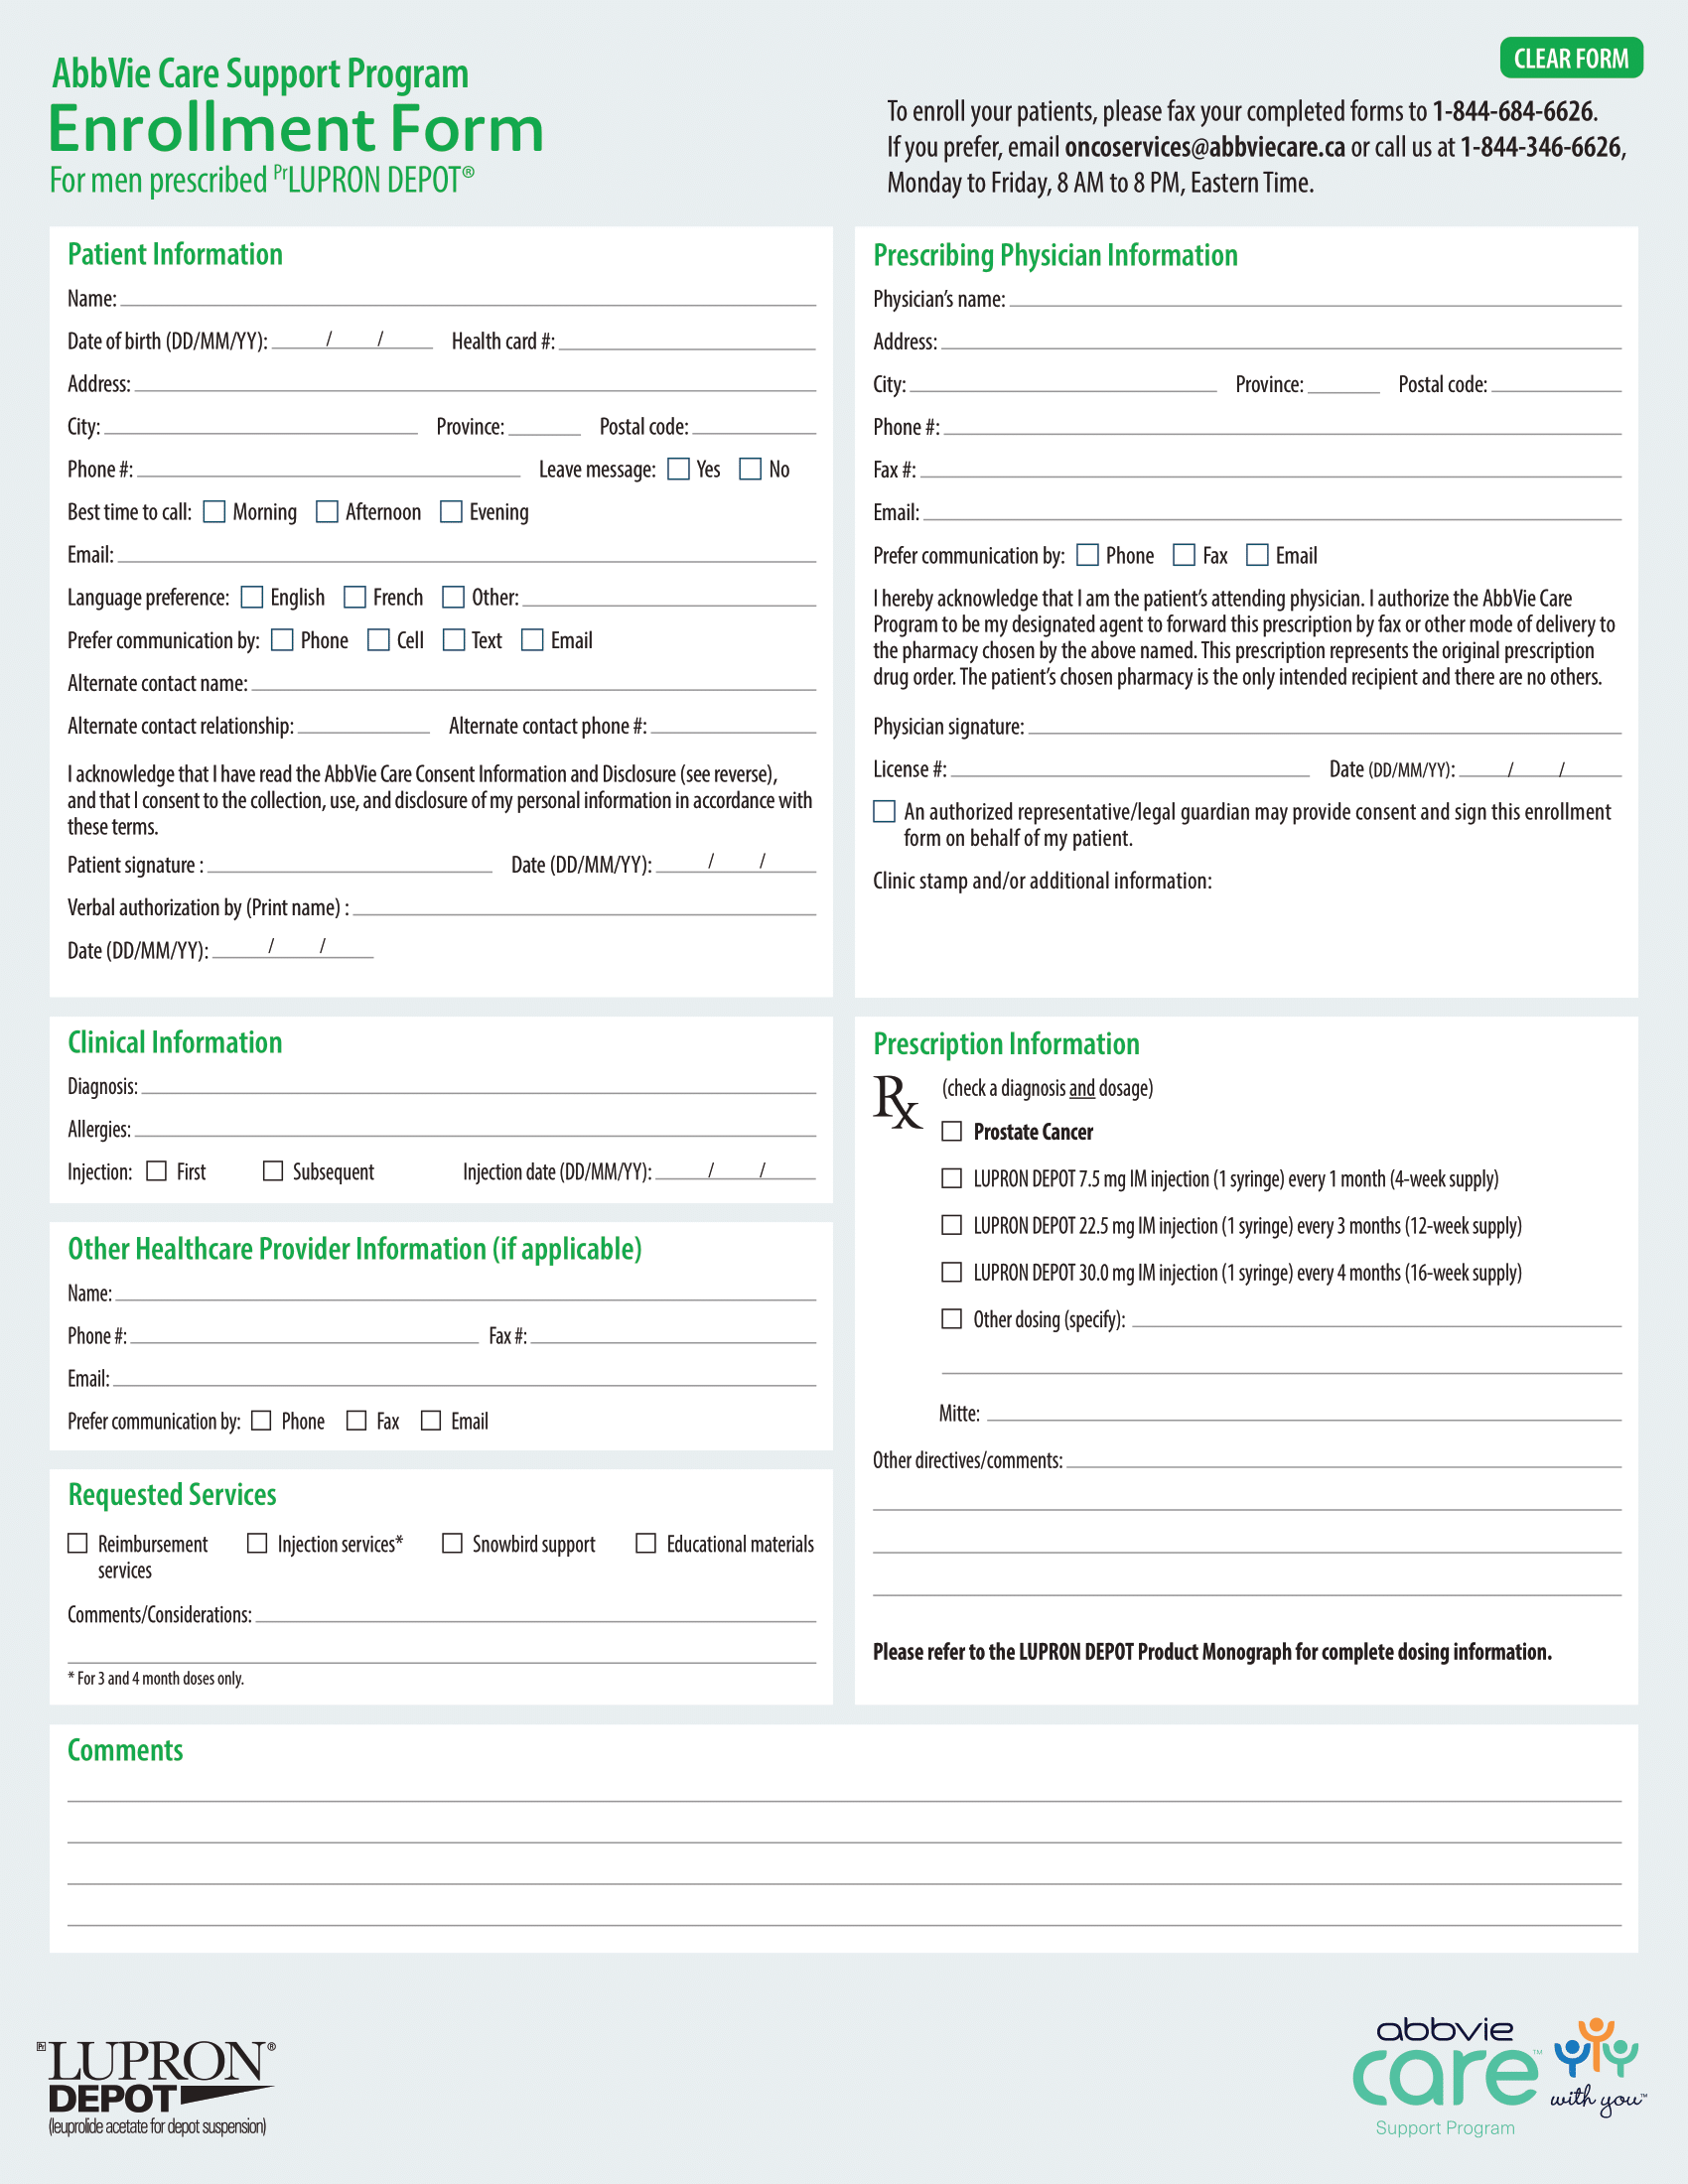 CLEAR FORM
AbbVie Care Support Program
Enrollment Form
For men prescribed PrLUPRON DEPOT®
To enroll your patients, please fax your completed forms to 1-844-684-6626.
If you prefer, email oncoservices@abbviecare.ca or call us at 1-844-346-6626,
Monday to Friday, 8 AM to 8 PM, Eastern Time.
Patient Information
Name:
Date of birth (DD/MM/YY): / / Health card #:
Address:
City: Province: Postal code:
Phone #: Leave message: Yes No
Best time to call: Morning Afternoon Evening
Email:
Language preference: English French Other:
Prefer communication by: Phone Cell Text Email
Alternate contact name:
Alternate contact relationship: Alternate contact phone #:
I acknowledge that I have read the AbbVie Care Consent Information and Disclosure (see reverse),
and that I consent to the collection, use, and disclosure of my personal information in accordance with
these terms.
Patient signature : Date (DD/MM/YY): / /
Verbal authorization by (Print name) :
Date (DD/MM/YY): / /
Prescribing Physician Information
Physician's name:
Address:
City: Province: Postal code:
Phone #:
Fax #:
Email:
Prefer communication by: Phone Fax Email
I hereby acknowledge that I am the patient's attending physician. I authorize the AbbVie Care
Program to be my designated agent to forward this prescription by fax or other mode of delivery to
the pharmacy chosen by the above named. This prescription represents the original prescription
drug order. The patient's chosen pharmacy is the only intended recipient and there are no others.
Physician signature:
License #: Date (DD/MM/YY): / /
An authorized representative/legal guardian may provide consent and sign this enrollment
form on behalf of my patient.
Clinic stamp and/or additional information:
Clinical Information
Diagnosis:
Allergies:
Injection: First Subsequent Injection date (DD/MM/YY): / /
Other Healthcare Provider Information (if applicable)
Name:
Phone #: Fax #:
Email:
Prefer communication by: Phone Fax Email
Requested Services
Reimbursement services Injection services* Snowbird support Educational materials
Comments/Considerations:
* For 3 and 4 month doses only.
Prescription Information
Rx (check a diagnosis and dosage)
Prostate Cancer
LUPRON DEPOT 7.5 mg IM injection (1 syringe) every 1 month (4-week supply)
LUPRON DEPOT 22.5 mg IM injection (1 syringe) every 3 months (12-week supply)
LUPRON DEPOT 30.0 mg IM injection (1 syringe) every 4 months (16-week supply)
Other dosing (specify):
Mitte:
Other directives/comments:
Please refer to the LUPRON DEPOT Product Monograph for complete dosing information.
Comments
Pr LUPRON®
DEPOT
(leuprolide acetate for depot suspension)
abbvie
care™
Support Program
with you™